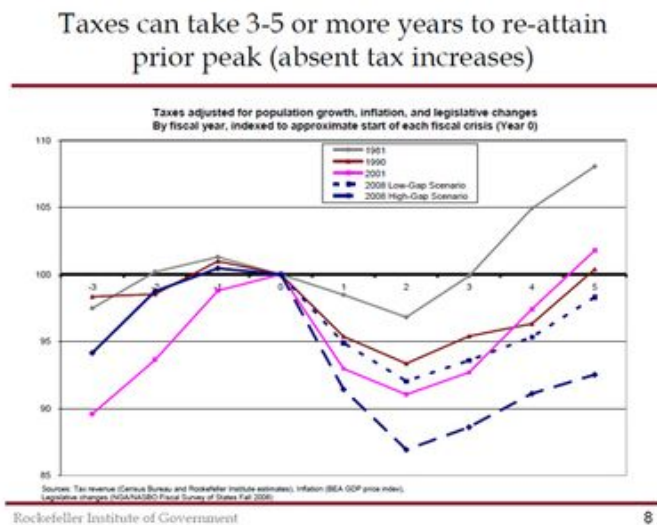 Taxes can take 3-5 or more years to re-attain
prior peak (absent tax increases)
Taxes adjusted for population growth, inflation, and legislative changes
By fiscal year, indexed to approximate start of each fiscal crisis (Year 0)
110
1981
1990
2001
2008 Low-Gap Scenario
2008 High-Gap Scenario
105
100
-3 0 1 2 3 4 5
95
90
85
Sources: Tax revenue (Census Bureau and Rockefeller Institute estimates), Inflation (BEA GDP price index),
Legislative changes (NGA/NASBO Fiscal Survey of States Fall 2008)
Rockefeller Institute of Government 8